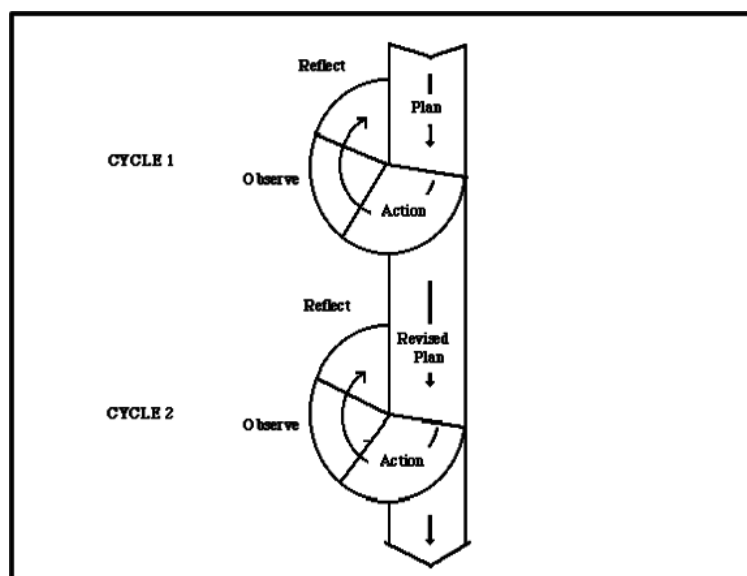 Reflect
Plan
CYCLE 1
Observe
Action
Reflect
Revised
Plan
CYCLE 2
Observe
Action